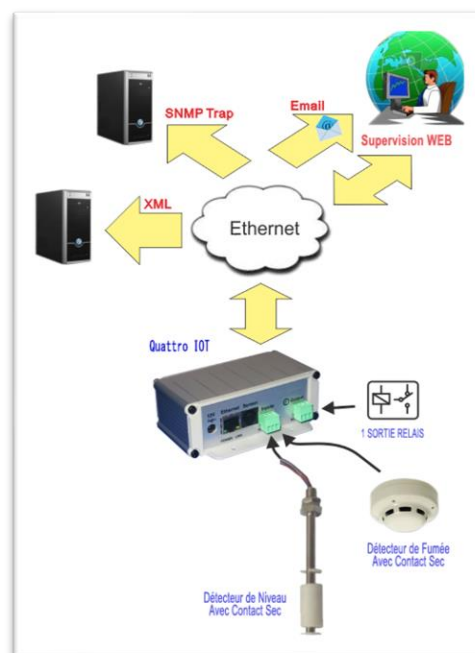 SNMP Trap
Email
Supervision WEB
XML
Ethernet
Quattro IOT
Ethernet
1 SORTIE RELAIS
Détecteur de Fumée
Avec Contact Sec
Détecteur de Niveau
Avec Contact Sec